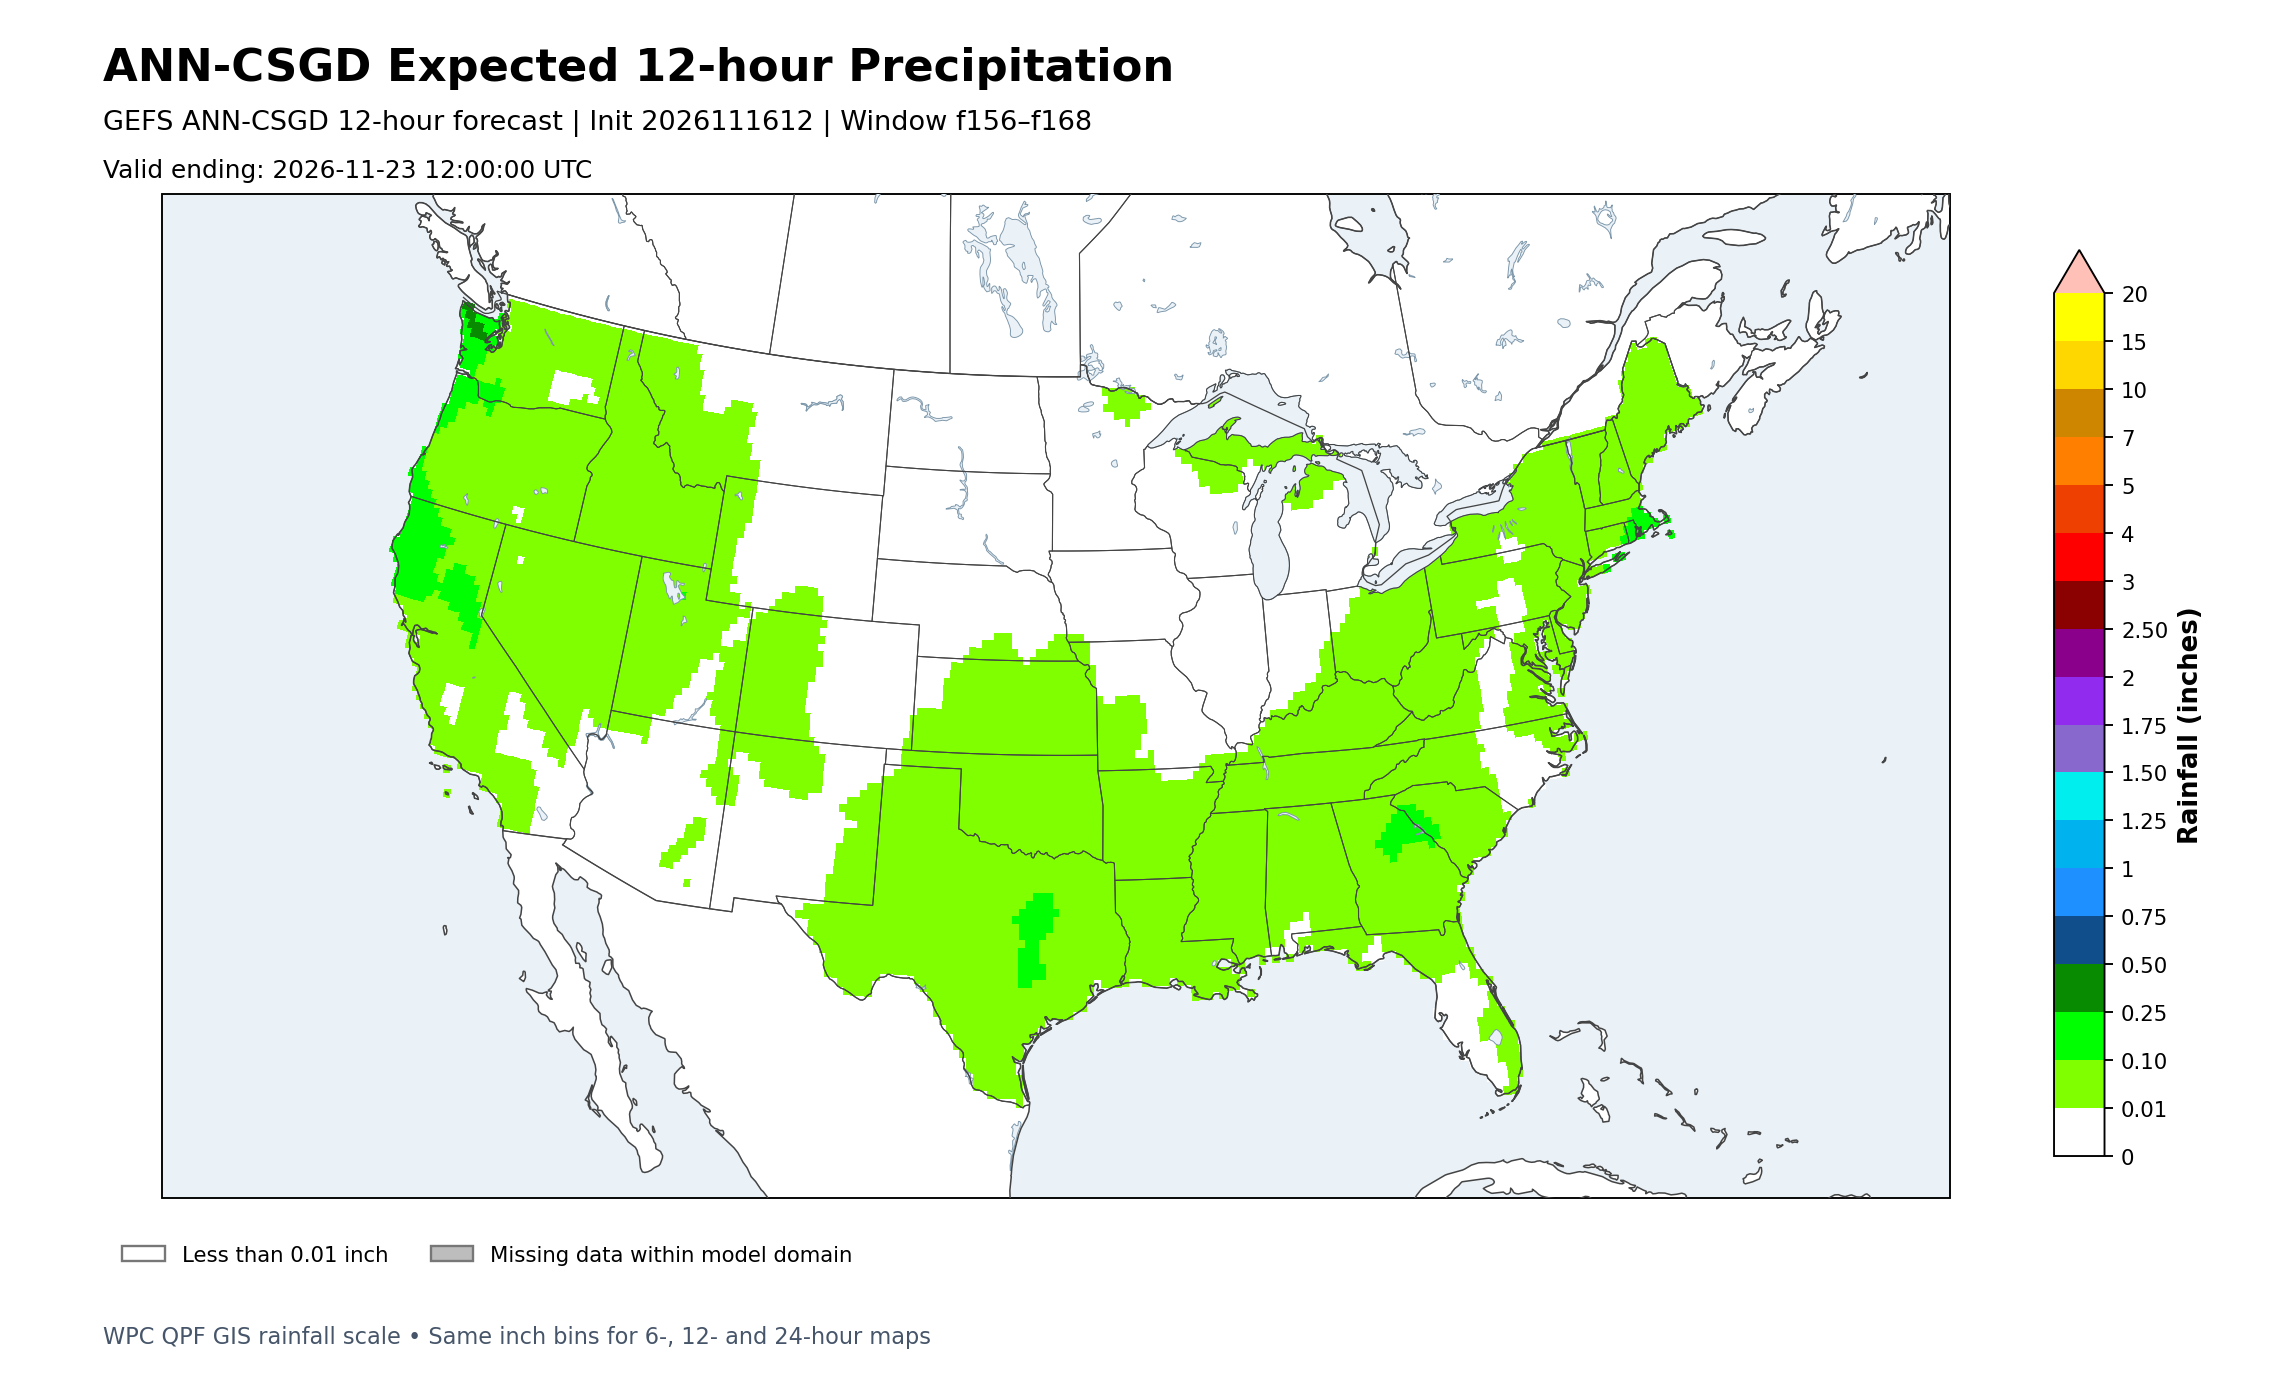 ANN-CSGD Expected 12-hour Precipitation
GEFS ANN-CSGD 12-hour forecast | Init 2026111612 | Window f156–f168
Valid ending: 2026-11-23 12:00:00 UTC
20
15
10
7
5
4
3
2.50
2
1.75
1.50
1.25
1
0.75
0.50
0.25
0.10
0.01
0
Rainfall (inches)
Less than 0.01 inch
Missing data within model domain
WPC QPF GIS rainfall scale • Same inch bins for 6-, 12- and 24-hour maps